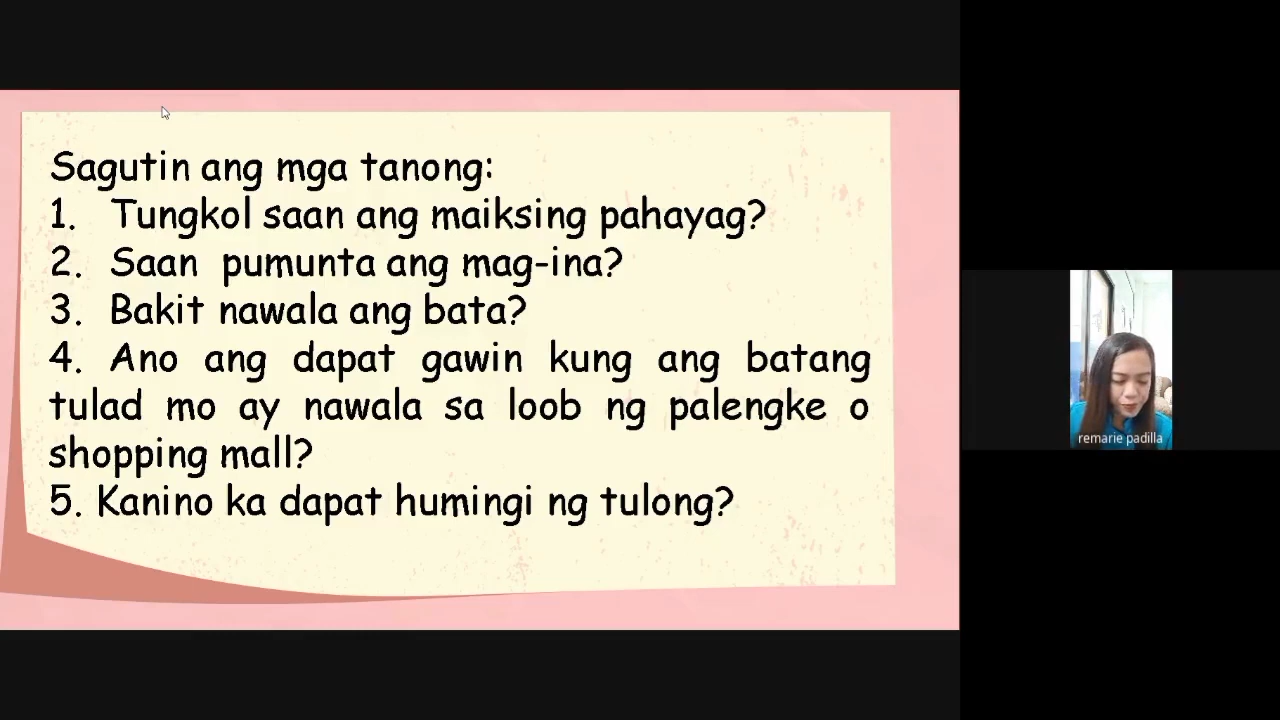 Sagutin ang mga tanong:
1. Tungkol saan ang maiksing pahayag?
2. Saan pumunta ang mag-ina?
3. Bakit nawala ang bata?
4. Ano ang dapat gawin kung ang batang
tulad mo ay nawala sa loob ng palengke o
shopping mall?
5. Kanino ka dapat humingi ng tulong?
remarie padilla